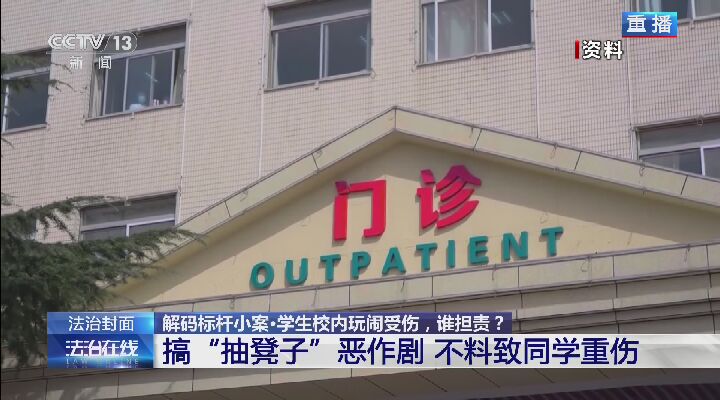 CCTV 13
新闻
重播
资料
门诊
OUTPATIENT
法治封面
解码标杆小案·学生校内玩闹受伤，谁担责？
法治在线
搞“抽凳子”恶作剧 不料致同学重伤